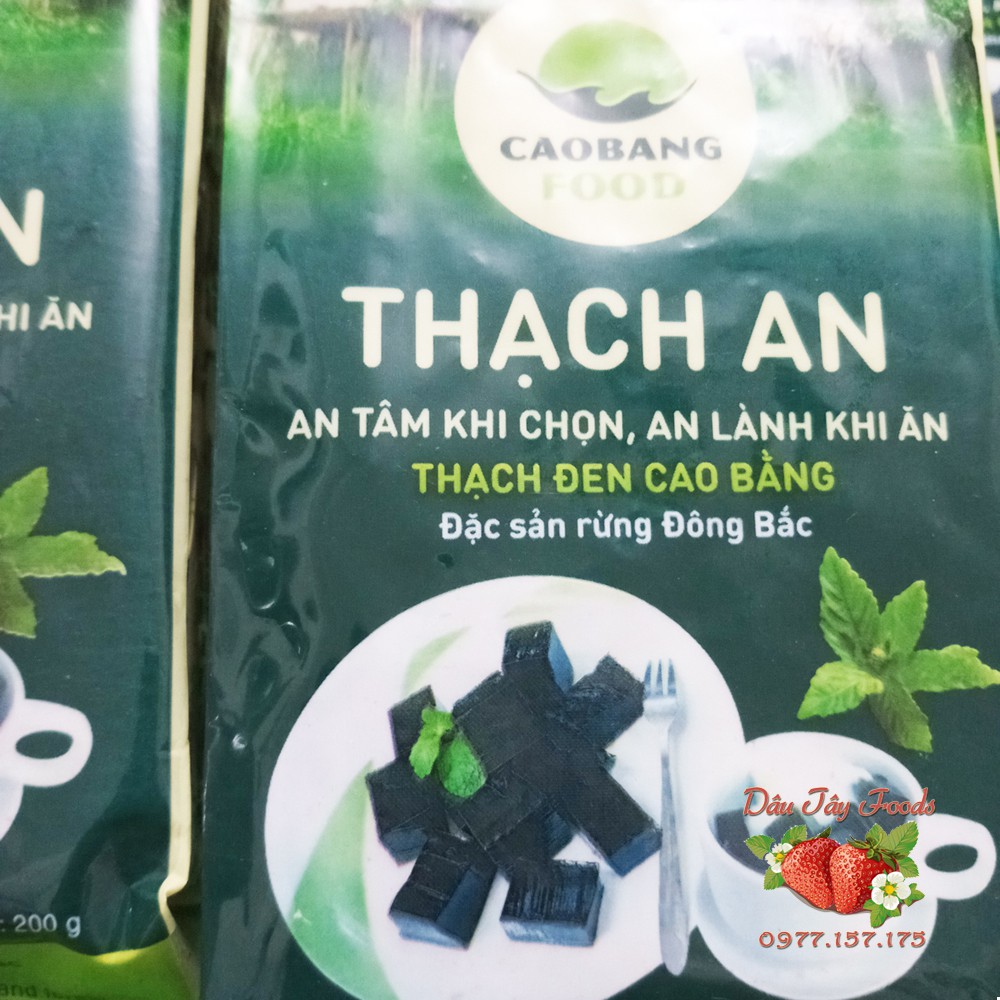 CAOBANG
FOOD
THẠCH AN
AN TÂM KHI CHỌN, AN LÀNH KHI ĂN
THẠCH ĐEN CAO BẰNG
Đặc sản rừng Đông Bắc
Dâu Tây Foods
0977.157.175
N
HI ĂN
: 200 g